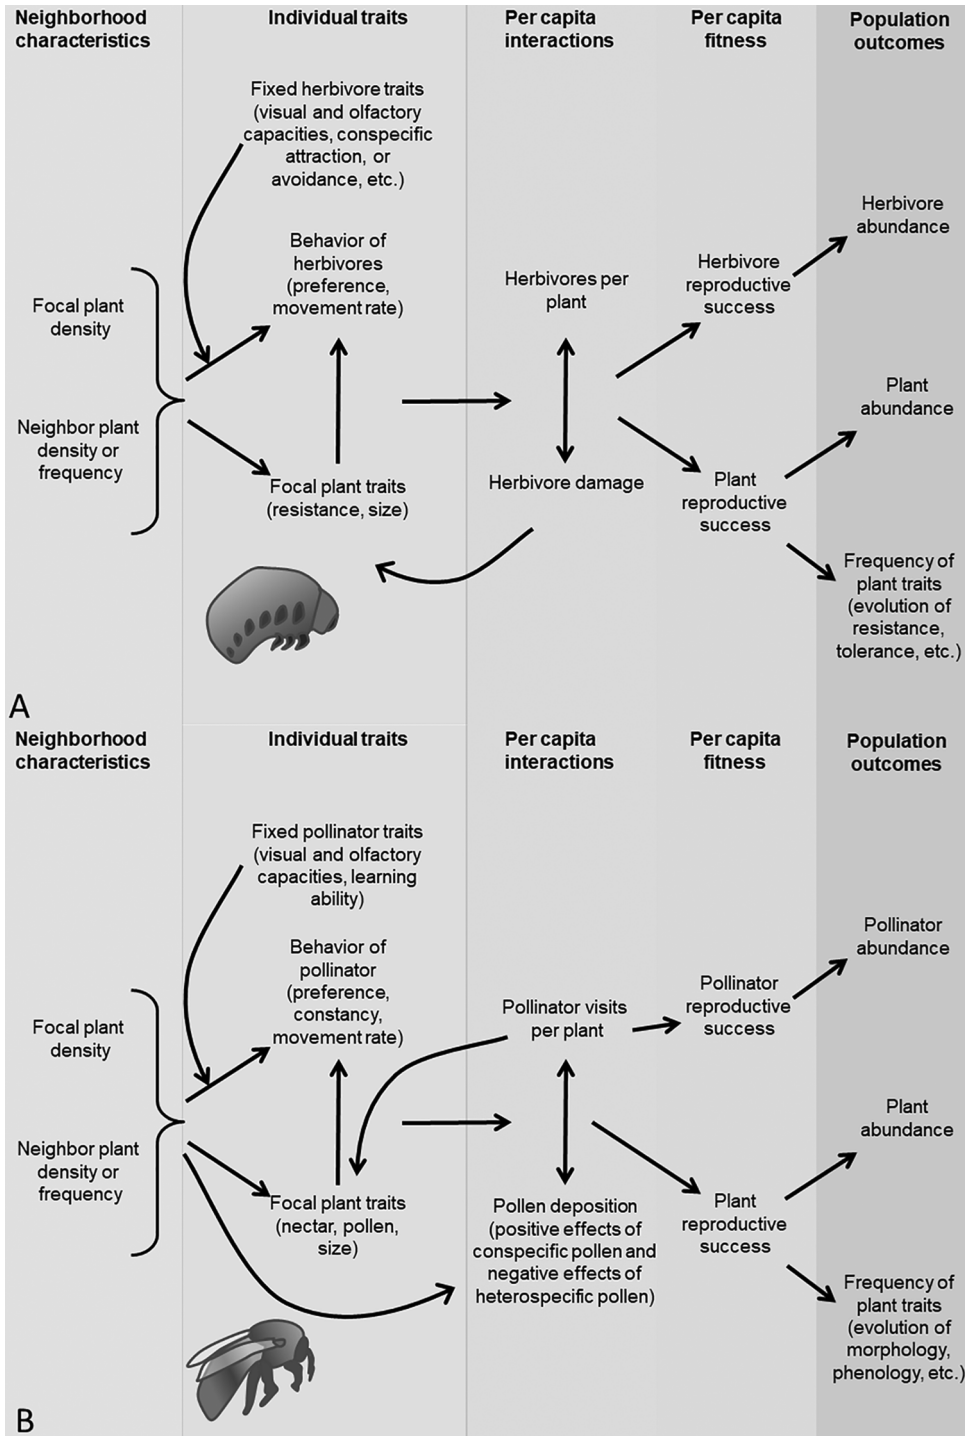 Neighborhood
characteristics
Individual traits
Per capita
interactions
Per capita
fitness
Population
outcomes
Fixed herbivore traits
(visual and olfactory
capacities, conspecific
attraction, or
avoidance, etc.)
Behavior of
herbivores
(preference,
movement rate)
Focal plant
density
Neighbor plant
density or
frequency
Focal plant traits
(resistance, size)
Herbivores per
plant
Herbivore damage
Herbivore
reproductive
success
Plant
reproductive
success
Herbivore
abundance
Plant
abundance
Frequency of
plant traits
(evolution of
resistance,
tolerance, etc.)
A
Neighborhood
characteristics
Individual traits
Per capita
interactions
Per capita
fitness
Population
outcomes
Fixed pollinator traits
(visual and olfactory
capacities, learning
ability)
Behavior of
pollinator
(preference,
constancy,
movement rate)
Focal plant
density
Neighbor plant
density or
frequency
Focal plant traits
(nectar, pollen,
size)
Pollinator visits
per plant
Pollen deposition
(positive effects of
conspecific pollen and
negative effects of
heterospecific pollen)
Pollinator
reproductive
success
Plant
reproductive
success
Pollinator
abundance
Plant
abundance
Frequency of
plant traits
(evolution of
morphology,
phenology, etc.)
B